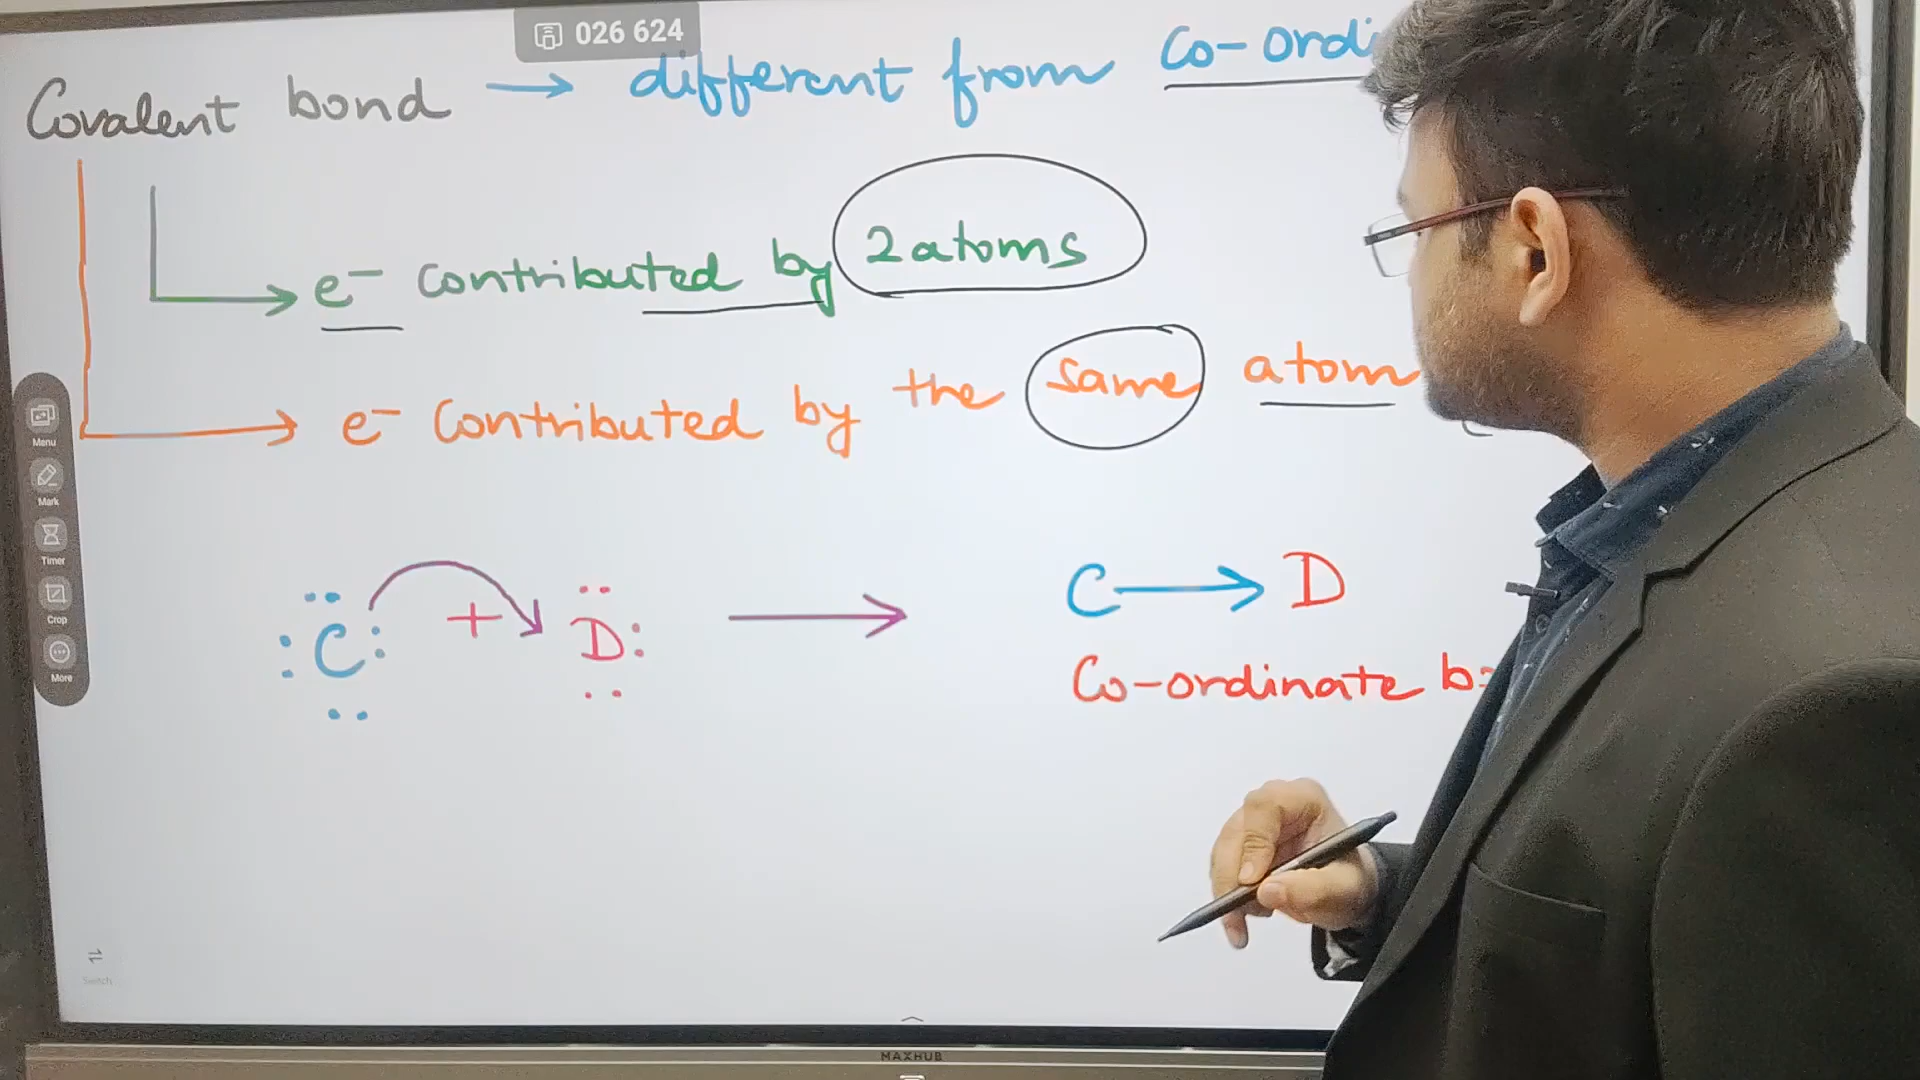 026 624
Covalent bond → different from Co-ordi
e⁻ contributed by 2 atoms
e⁻ contributed by the same atom
C + D → C → D
Co-ordinate
Menu
Mark
Timer
Crop
More
Switch
MAXHUB